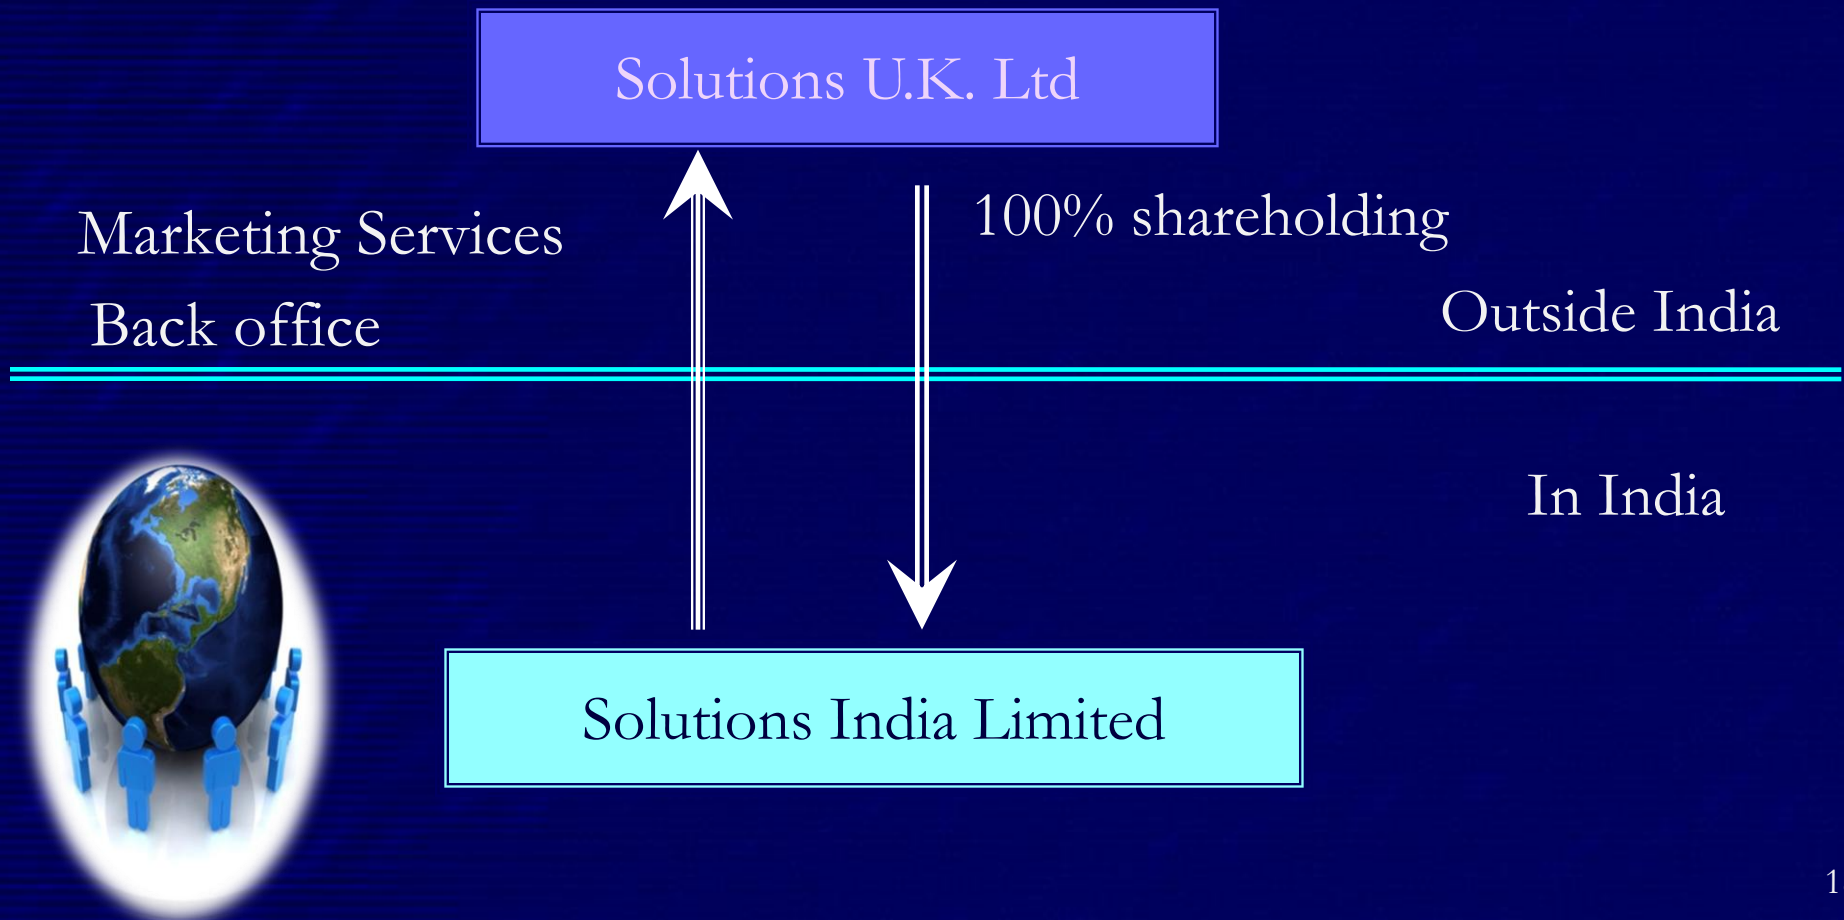 Solutions U.K. Ltd
100% shareholding
Marketing Services
Back office
Outside India
In India
Solutions India Limited
1